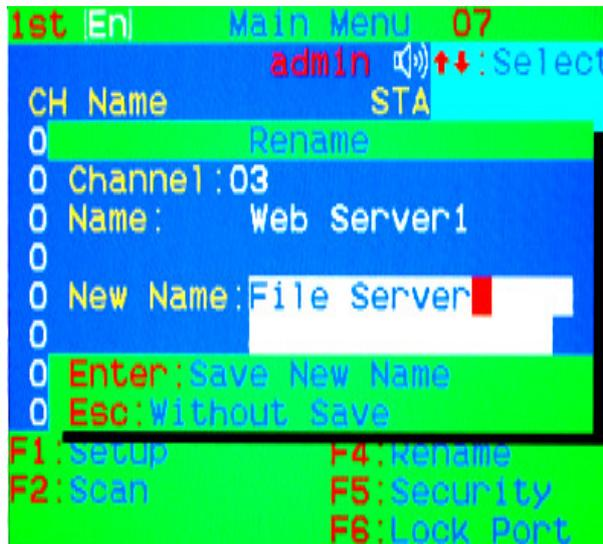 1st En Main Menu 07
admin ↑↓:Select
CH Name STA
0 Rename
0 Channel:03
0 Name: Web Server1
0
0 New Name:File Server
0
0 Enter:Save New Name
0 Esc:Without Save
F1:Setup F4:Rename
F2:Scan F5:Security
F6:Lock Port